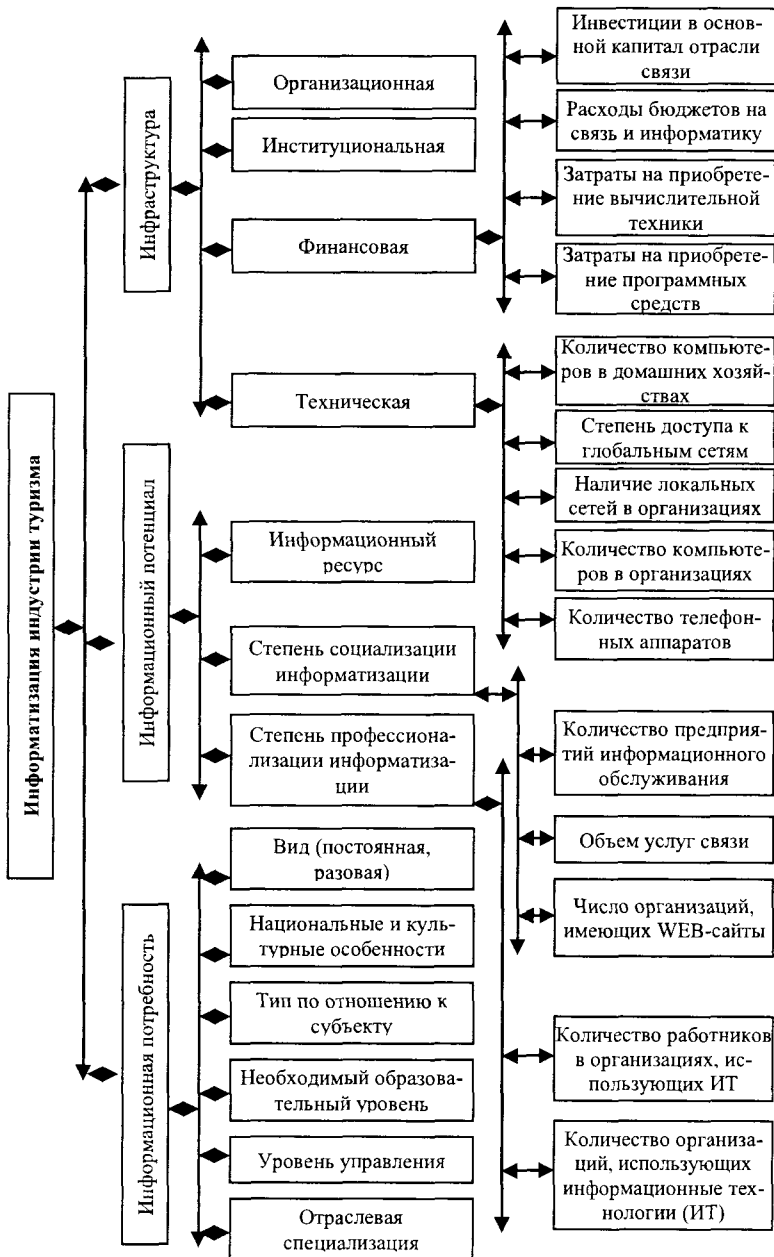 Информатизация индустрии туризма
Инфраструктура
Информационный потенциал
Информационная потребность
Организационная
Институциональная
Финансовая
Техническая
Информационный
ресурс
Степень социализации
информатизации
Степень профессиона-
лизации информатиза-
ции
Вид (постоянная,
разовая)
Национальные и куль-
турные особенности
Тип по отношению к
субъекту
Необходимый образова-
тельный уровень
Уровень управления
Отраслевая
специализация
Инвестиции в основ-
ной капитал отрасли
связи
Расходы бюджетов на
связь и информатику
Затраты на приобрете-
ние вычислительной
техники
Затраты на приобрете-
ние программных
средств
Количество компьюте-
ров в домашних хозяй-
ствах
Степень доступа к
глобальным сетям
Наличие локальных
сетей в организациях
Количество компьюте-
ров в организациях
Количество телефон-
ных аппаратов
Количество предприя-
тий информационного
обслуживания
Объем услуг связи
Число организаций,
имеющих WEB-сайты
Количество работников
в организациях, ис-
пользующих ИТ
Количество организа-
ций, использующих
информационные тех-
нологии (ИТ)